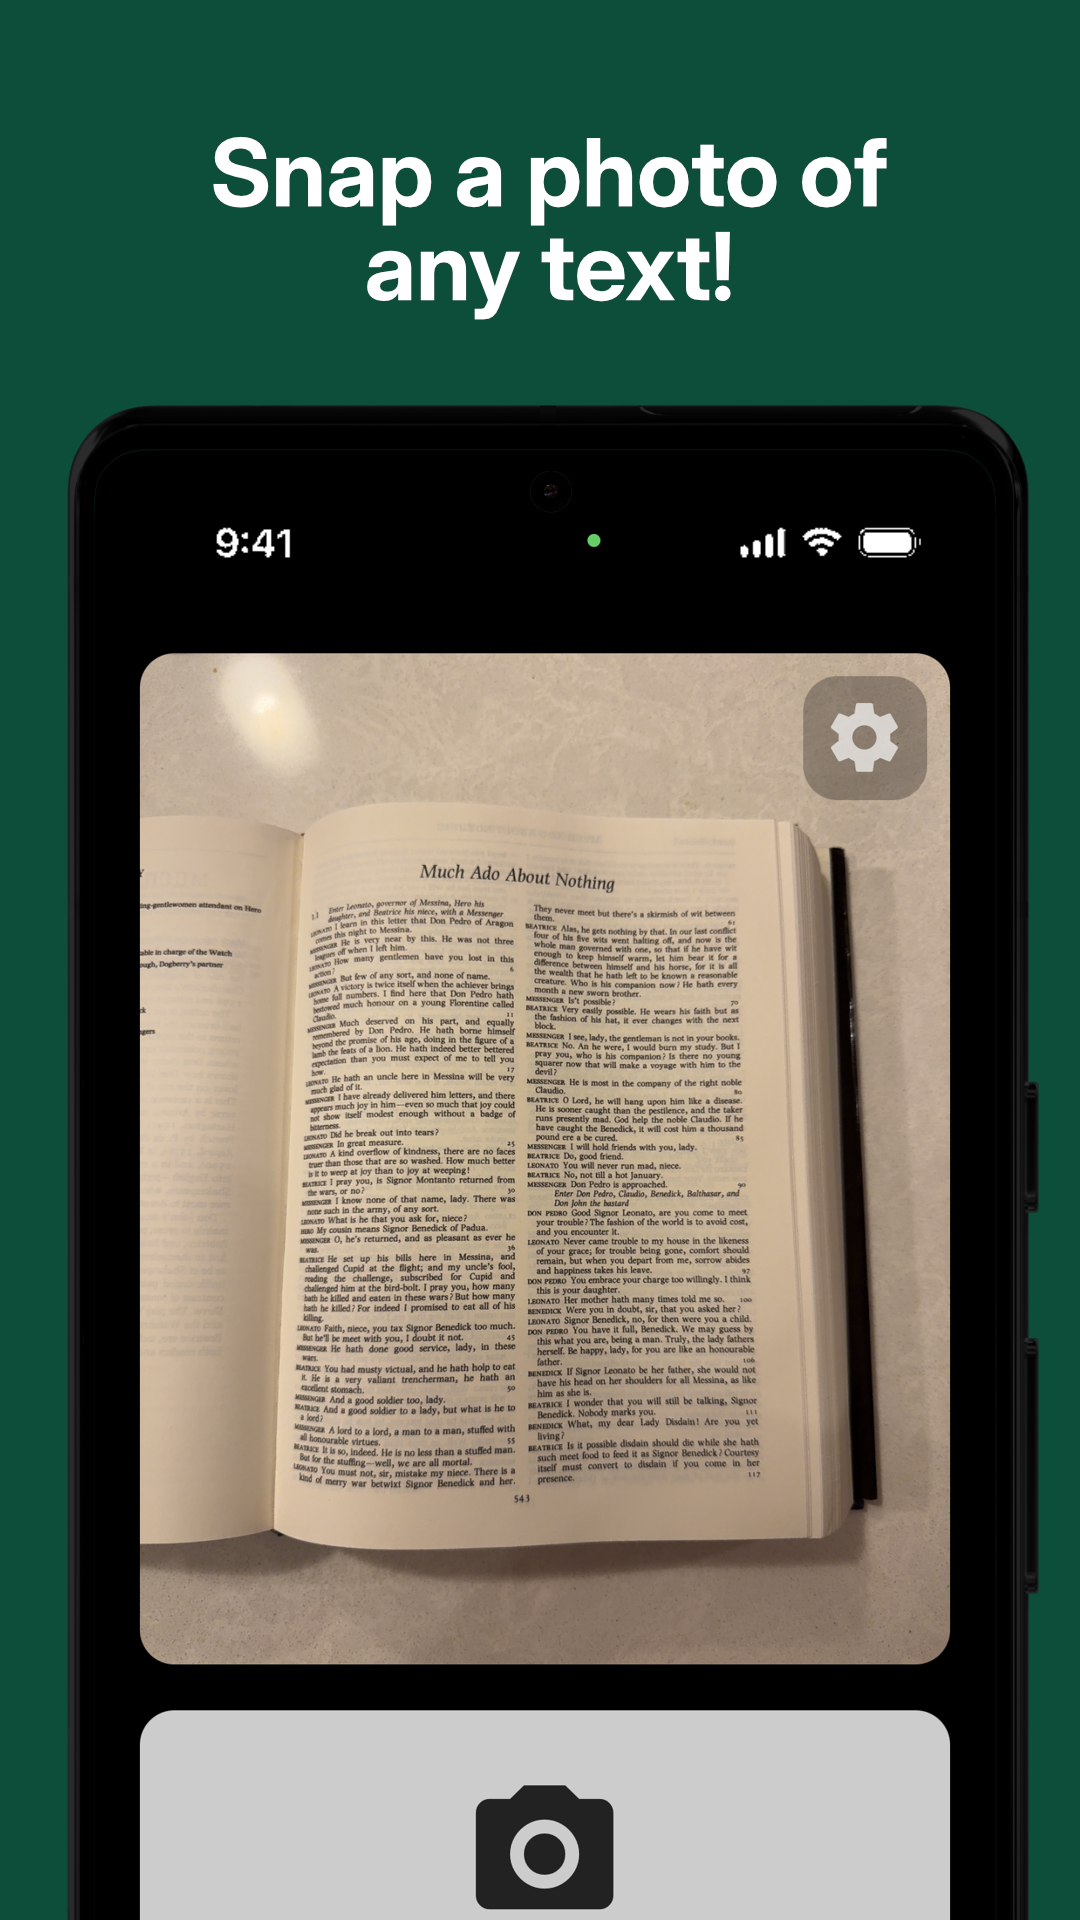 Snap a photo of
any text!
9:41
Much Ado About Nothing
ing-gentlewomen attendant on Hero
able in charge of the Watch
ough, Dogberry's partner
1.1 Enter Leonato, governor of Messina, Hero his
daughter, and Beatrice his niece, with a Messenger
LEONATO I learn in this letter that Don Pedro of Aragon
comes this night to Messina.
MESSENGER He is very near by this. He was not three
leagues off when I left him.
LEONATO How many gentlemen have you lost in this
action? 6
MESSENGER But few of any sort, and none of name.
LEONATO A victory is twice itself when the achiever brings
home full numbers. I find here that Don Pedro hath
bestowed much honour on a young Florentine called
Claudio. 11
MESSENGER Much deserved on his part, and equally
remembered by Don Pedro. He hath borne himself
beyond the promise of his age, doing in the figure of a
lamb the feats of a lion. He hath indeed better bettered
expectation than you must expect of me to tell you
how. 17
LEONATO He hath an uncle here in Messina will be very
much glad of it.
MESSENGER I have already delivered him letters, and there
appears much joy in him—even so much that joy could
not show itself modest enough without a badge of
bitterness.
LEONATO Did he break out into tears?
MESSENGER In great measure. 25
LEONATO A kind overflow of kindness, there are no faces
truer than those that are so washed. How much better
is it to weep at joy than to joy at weeping!
BEATRICE I pray you, is Signor Montanto returned from
the wars, or no? 30
MESSENGER I know none of that name, lady. There was
none such in the army, of any sort.
LEONATO What is he that you ask for, niece?
HERO My cousin means Signor Benedick of Padua.
MESSENGER O, he's returned, and as pleasant as ever he
was. 36
BEATRICE He set up his bills here in Messina, and
challenged Cupid at the flight; and my uncle's fool,
reading the challenge, subscribed for Cupid and
challenged him at the bird-bolt. I pray you, how many
hath he killed and eaten in these wars? But how many
hath he killed? For indeed I promised to eat all of his
killing.
LEONATO Faith, niece, you tax Signor Benedick too much.
But he'll be meet with you, I doubt it not. 45
MESSENGER He hath done good service, lady, in these
wars.
BEATRICE You had musty victual, and he hath holp to eat
it. He is a very valiant trencherman, he hath an
excellent stomach. 50
MESSENGER And a good soldier too, lady.
BEATRICE And a good soldier to a lady, but what is he to
a lord?
MESSENGER A lord to a lord, a man to a man, stuffed with
all honourable virtues. 55
BEATRICE It is so, indeed. He is no less than a stuffed man.
But for the stuffing—well, we are all mortal.
LEONATO You must not, sir, mistake my niece. There is a
kind of merry war betwixt Signor Benedick and her.
They never meet but there's a skirmish of wit between
them. 61
BEATRICE Alas, he gets nothing by that. In our last conflict
four of his five wits went halting off, and now is the
whole man governed with one, so that if he have wit
enough to keep himself warm, let him bear it for a
difference between himself and his horse, for it is all
the wealth that he hath left to be known a reasonable
creature. Who is his companion now? He hath every
month a new sworn brother.
MESSENGER Is't possible? 70
BEATRICE Very easily possible. He wears his faith but as
the fashion of his hat, it ever changes with the next
block.
MESSENGER I see, lady, the gentleman is not in your books.
BEATRICE No. An he were, I would burn my study. But I
pray you, who is his companion? Is there no young
squarer now that will make a voyage with him to the
devil?
MESSENGER He is most in the company of the right noble
Claudio. 80
BEATRICE O Lord, he will hang upon him like a disease.
He is sooner caught than the pestilence, and the taker
runs presently mad. God help the noble Claudio. If he
have caught the Benedick, it will cost him a thousand
pound ere a be cured. 85
MESSENGER I will hold friends with you, lady.
BEATRICE Do, good friend.
LEONATO You will never run mad, niece.
BEATRICE No, not till a hot January.
MESSENGER Don Pedro is approached. 90
Enter Don Pedro, Claudio, Benedick, Balthasar, and
Don John the bastard
DON PEDRO Good Signor Leonato, are you come to meet
your trouble? The fashion of the world is to avoid cost,
and you encounter it.
LEONATO Never came trouble to my house in the likeness
of your grace; for trouble being gone, comfort should
remain, but when you depart from me, sorrow abides
and happiness takes his leave. 97
DON PEDRO You embrace your charge too willingly. I think
this is your daughter.
LEONATO Her mother hath many times told me so. 100
BENEDICK Were you in doubt, sir, that you asked her?
LEONATO Signor Benedick, no, for then were you a child.
DON PEDRO You have it full, Benedick. We may guess by
this what you are, being a man. Truly, the lady fathers
herself. Be happy, lady, for you are like an honourable
father. 106
BENEDICK If Signor Leonato be her father, she would not
have his head on her shoulders for all Messina, as like
him as she is.
BEATRICE I wonder that you will still be talking, Signor
Benedick. Nobody marks you. 111
BENEDICK What, my dear Lady Disdain! Are you yet
living?
BEATRICE Is it possible disdain should die while she hath
such meet food to feed it as Signor Benedick? Courtesy
itself must convert to disdain if you come in her
presence. 117
543